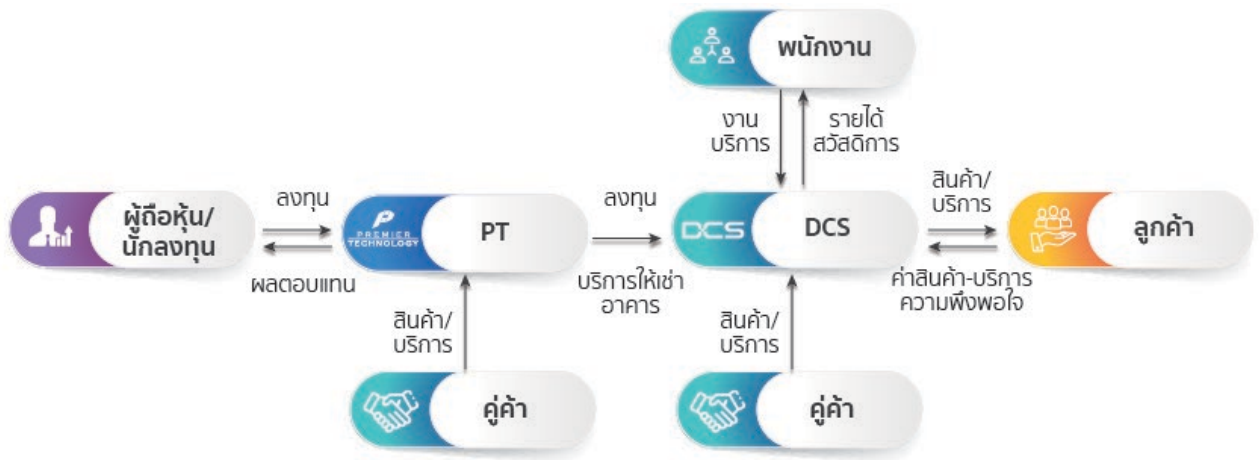 พนักงาน
งาน
บริการ
รายได้
สวัสดิการ
ผู้ถือหุ้น/
นักลงทุน
ลงทุน
ผลตอบแทน
P
PREMIER
TECHNOLOGY
PT
ลงทุน
บริการให้เช่า
อาคาร
DCS
DCS
สินค้า/
บริการ
ค่าสินค้า-บริการ
ความพึงพอใจ
ลูกค้า
สินค้า/
บริการ
สินค้า/
บริการ
คู่ค้า
คู่ค้า